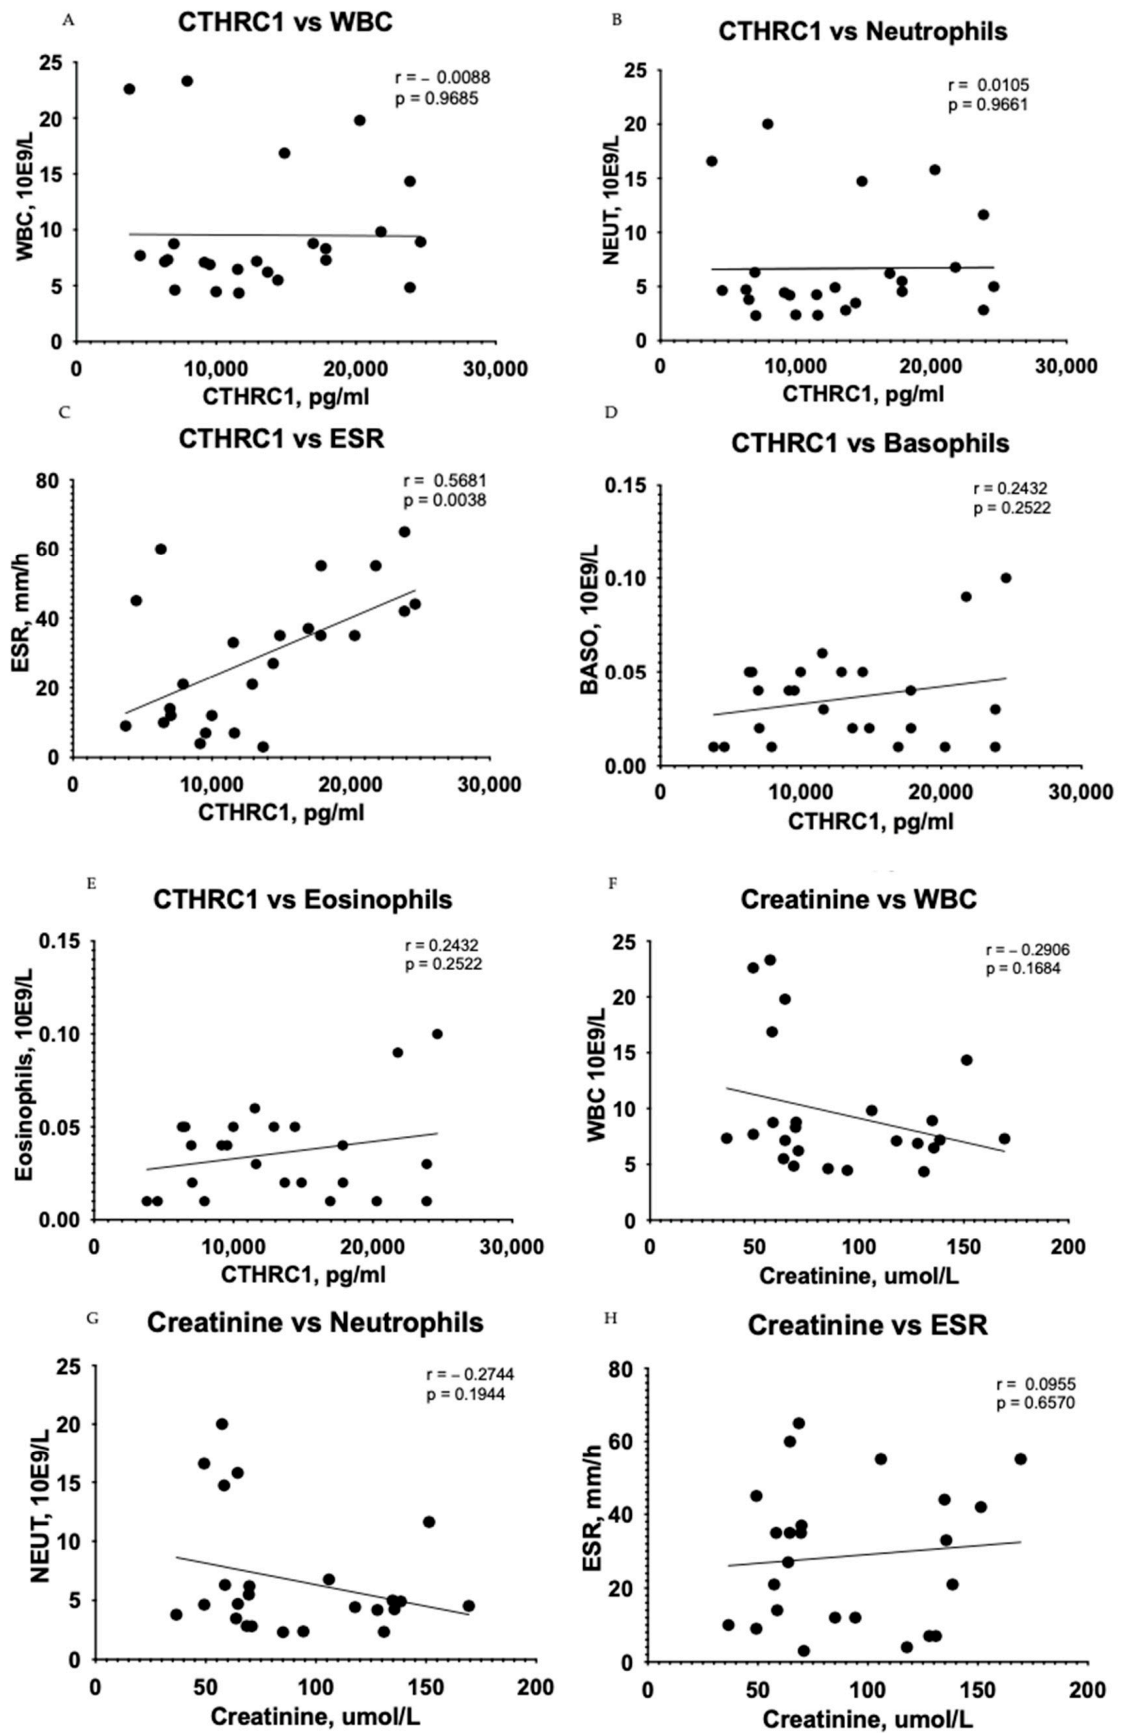 A
CTHRC1 vs WBC
r = – 0.0088
p = 0.9685
25
20
15
10
5
0
WBC, 10E9/L
0 10,000 20,000 30,000
CTHRC1, pg/ml
B
CTHRC1 vs Neutrophils
r = 0.0105
p = 0.9661
25
20
15
10
5
0
NEUT, 10E9/L
0 10,000 20,000 30,000
CTHRC1, pg/ml
C
CTHRC1 vs ESR
r = 0.5681
p = 0.0038
80
60
40
20
0
ESR, mm/h
0 10,000 20,000 30,000
CTHRC1, pg/ml
D
CTHRC1 vs Basophils
r = 0.2432
p = 0.2522
0.15
0.10
0.05
0.00
BASO, 10E9/L
0 10,000 20,000 30,000
CTHRC1, pg/ml
E
CTHRC1 vs Eosinophils
r = 0.2432
p = 0.2522
0.15
0.10
0.05
0.00
Eosinophils, 10E9/L
0 10,000 20,000 30,000
CTHRC1, pg/ml
F
Creatinine vs WBC
r = – 0.2906
p = 0.1684
25
20
15
10
5
0
WBC 10E9/L
0 50 100 150 200
Creatinine, umol/L
G
Creatinine vs Neutrophils
r = – 0.2744
p = 0.1944
25
20
15
10
5
0
NEUT, 10E9/L
0 50 100 150 200
Creatinine, umol/L
H
Creatinine vs ESR
r = 0.0955
p = 0.6570
80
60
40
20
0
ESR, mm/h
0 50 100 150 200
Creatinine, umol/L